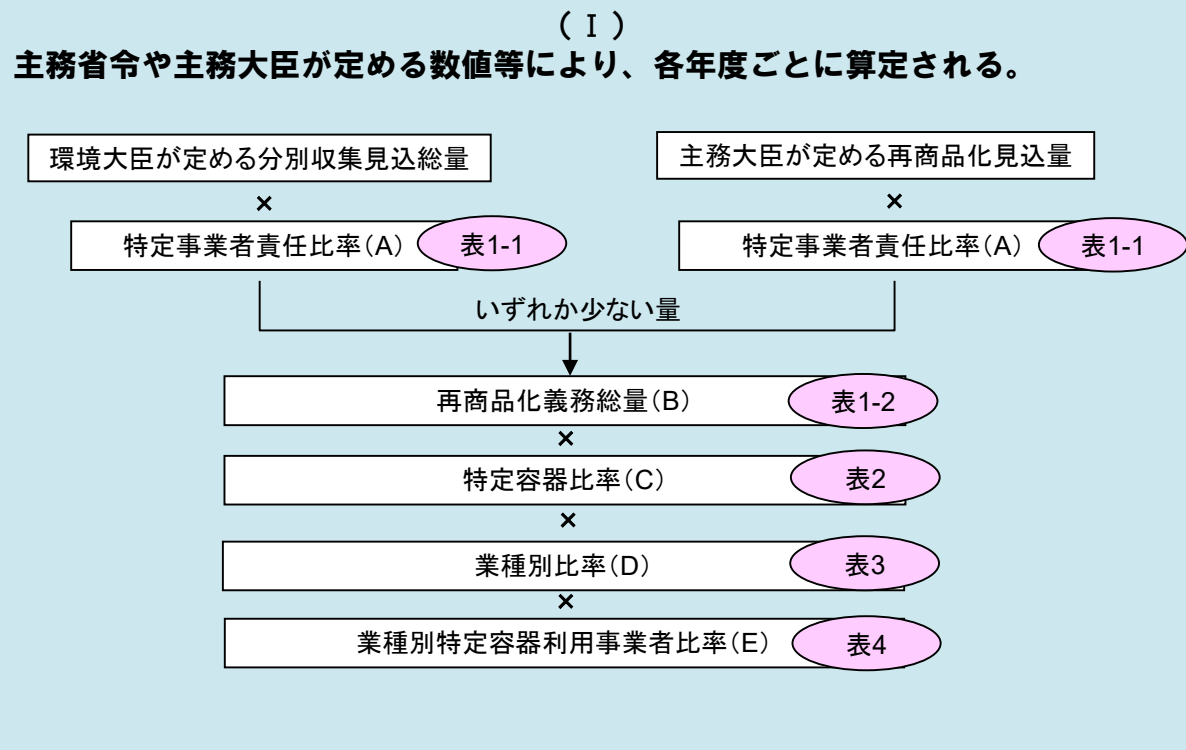 （Ⅰ）
主務省令や主務大臣が定める数値等により、各年度ごとに算定される。
環境大臣が定める分別収集見込総量
主務大臣が定める再商品化見込量
×
×
特定事業者責任比率（A） 表1-1
特定事業者責任比率（A） 表1-1
いずれか少ない量
再商品化義務総量（B） 表1-2
×
特定容器比率（C） 表2
×
業種別比率（D） 表3
×
業種別特定容器利用事業者比率（E） 表4